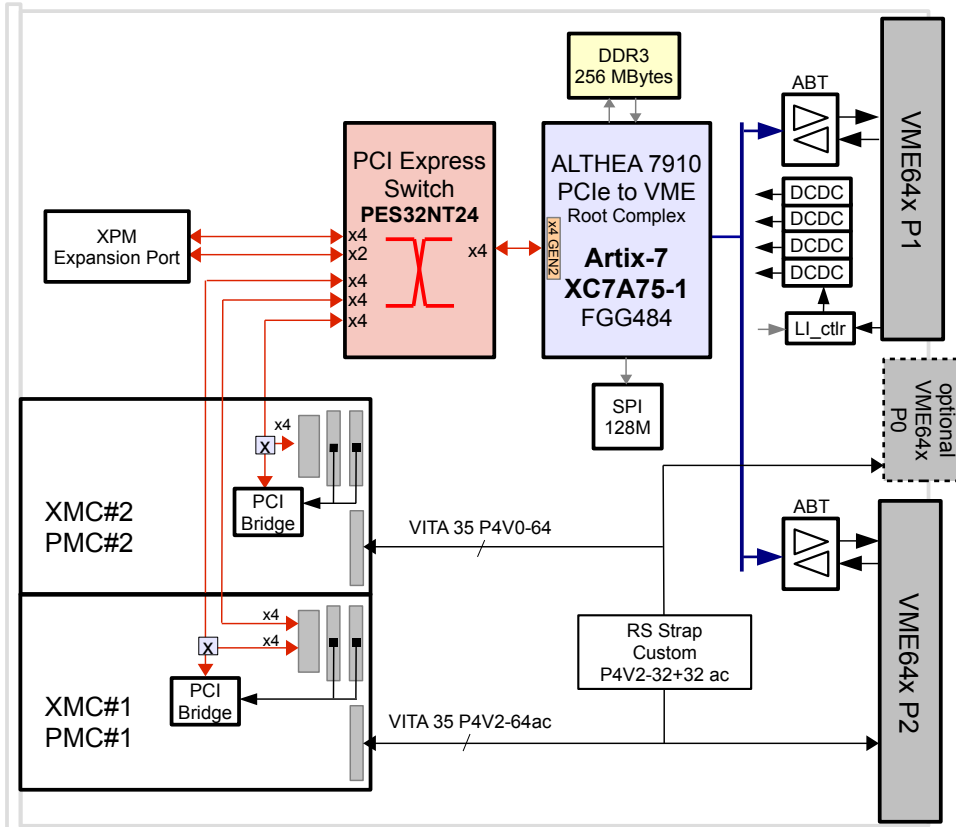 DDR3
256 MBytes
ABT
VME64x P1
PCI Express
Switch
PES32NT24
x4
x2
x4
x4
x4
x4
ALTHEA 7910
PCIe to VME
Root Complex
x4 GEN2
Artix-7
XC7A75-1
FGG484
DCDC
DCDC
DCDC
DCDC
LI_ctlr
XPM
Expansion Port
SPI
128M
optional
VME64x
P0
XMC#2
PMC#2
x4
X
PCI
Bridge
VITA 35 P4V0-64
ABT
VME64x P2
RS Strap
Custom
P4V2-32+32 ac
XMC#1
PMC#1
x4
x4
X
PCI
Bridge
VITA 35 P4V2-64ac